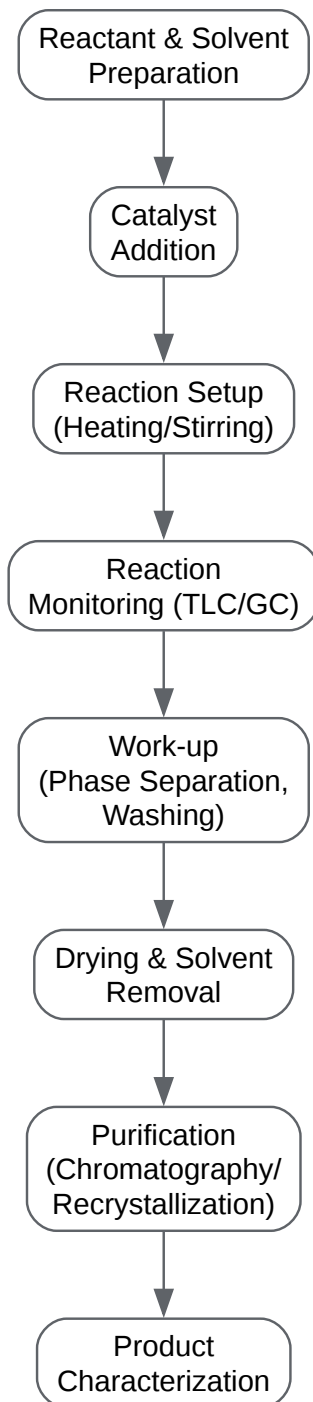 Reactant & Solvent
Preparation
Catalyst
Addition
Reaction Setup
(Heating/Stirring)
Reaction
Monitoring (TLC/GC)
Work-up
(Phase Separation,
Washing)
Drying & Solvent
Removal
Purification
(Chromatography/
Recrystallization)
Product
Characterization